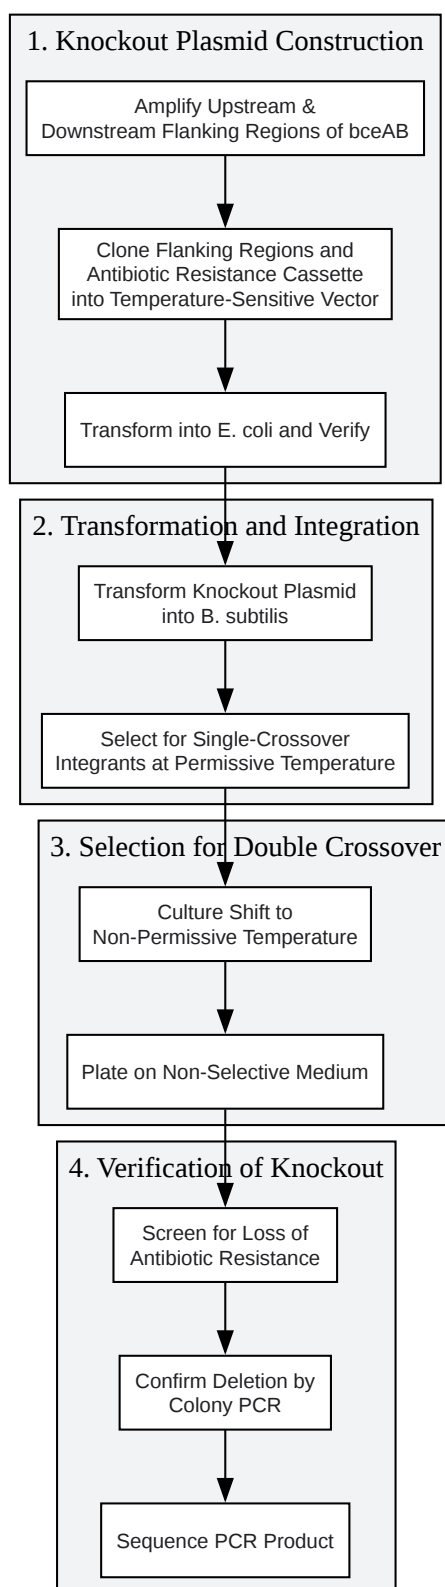 1. Knockout Plasmid Construction
Amplify Upstream &
Downstream Flanking Regions of bceAB
Clone Flanking Regions and
Antibiotic Resistance Cassette
into Temperature-Sensitive Vector
Transform into E. coli and Verify
2. Transformation and Integration
Transform Knockout Plasmid
into B. subtilis
Select for Single-Crossover
Integrants at Permissive Temperature
3. Selection for Double Crossover
Culture Shift to
Non-Permissive Temperature
Plate on Non-Selective Medium
4. Verification of Knockout
Screen for Loss of
Antibiotic Resistance
Confirm Deletion by
Colony PCR
Sequence PCR Product